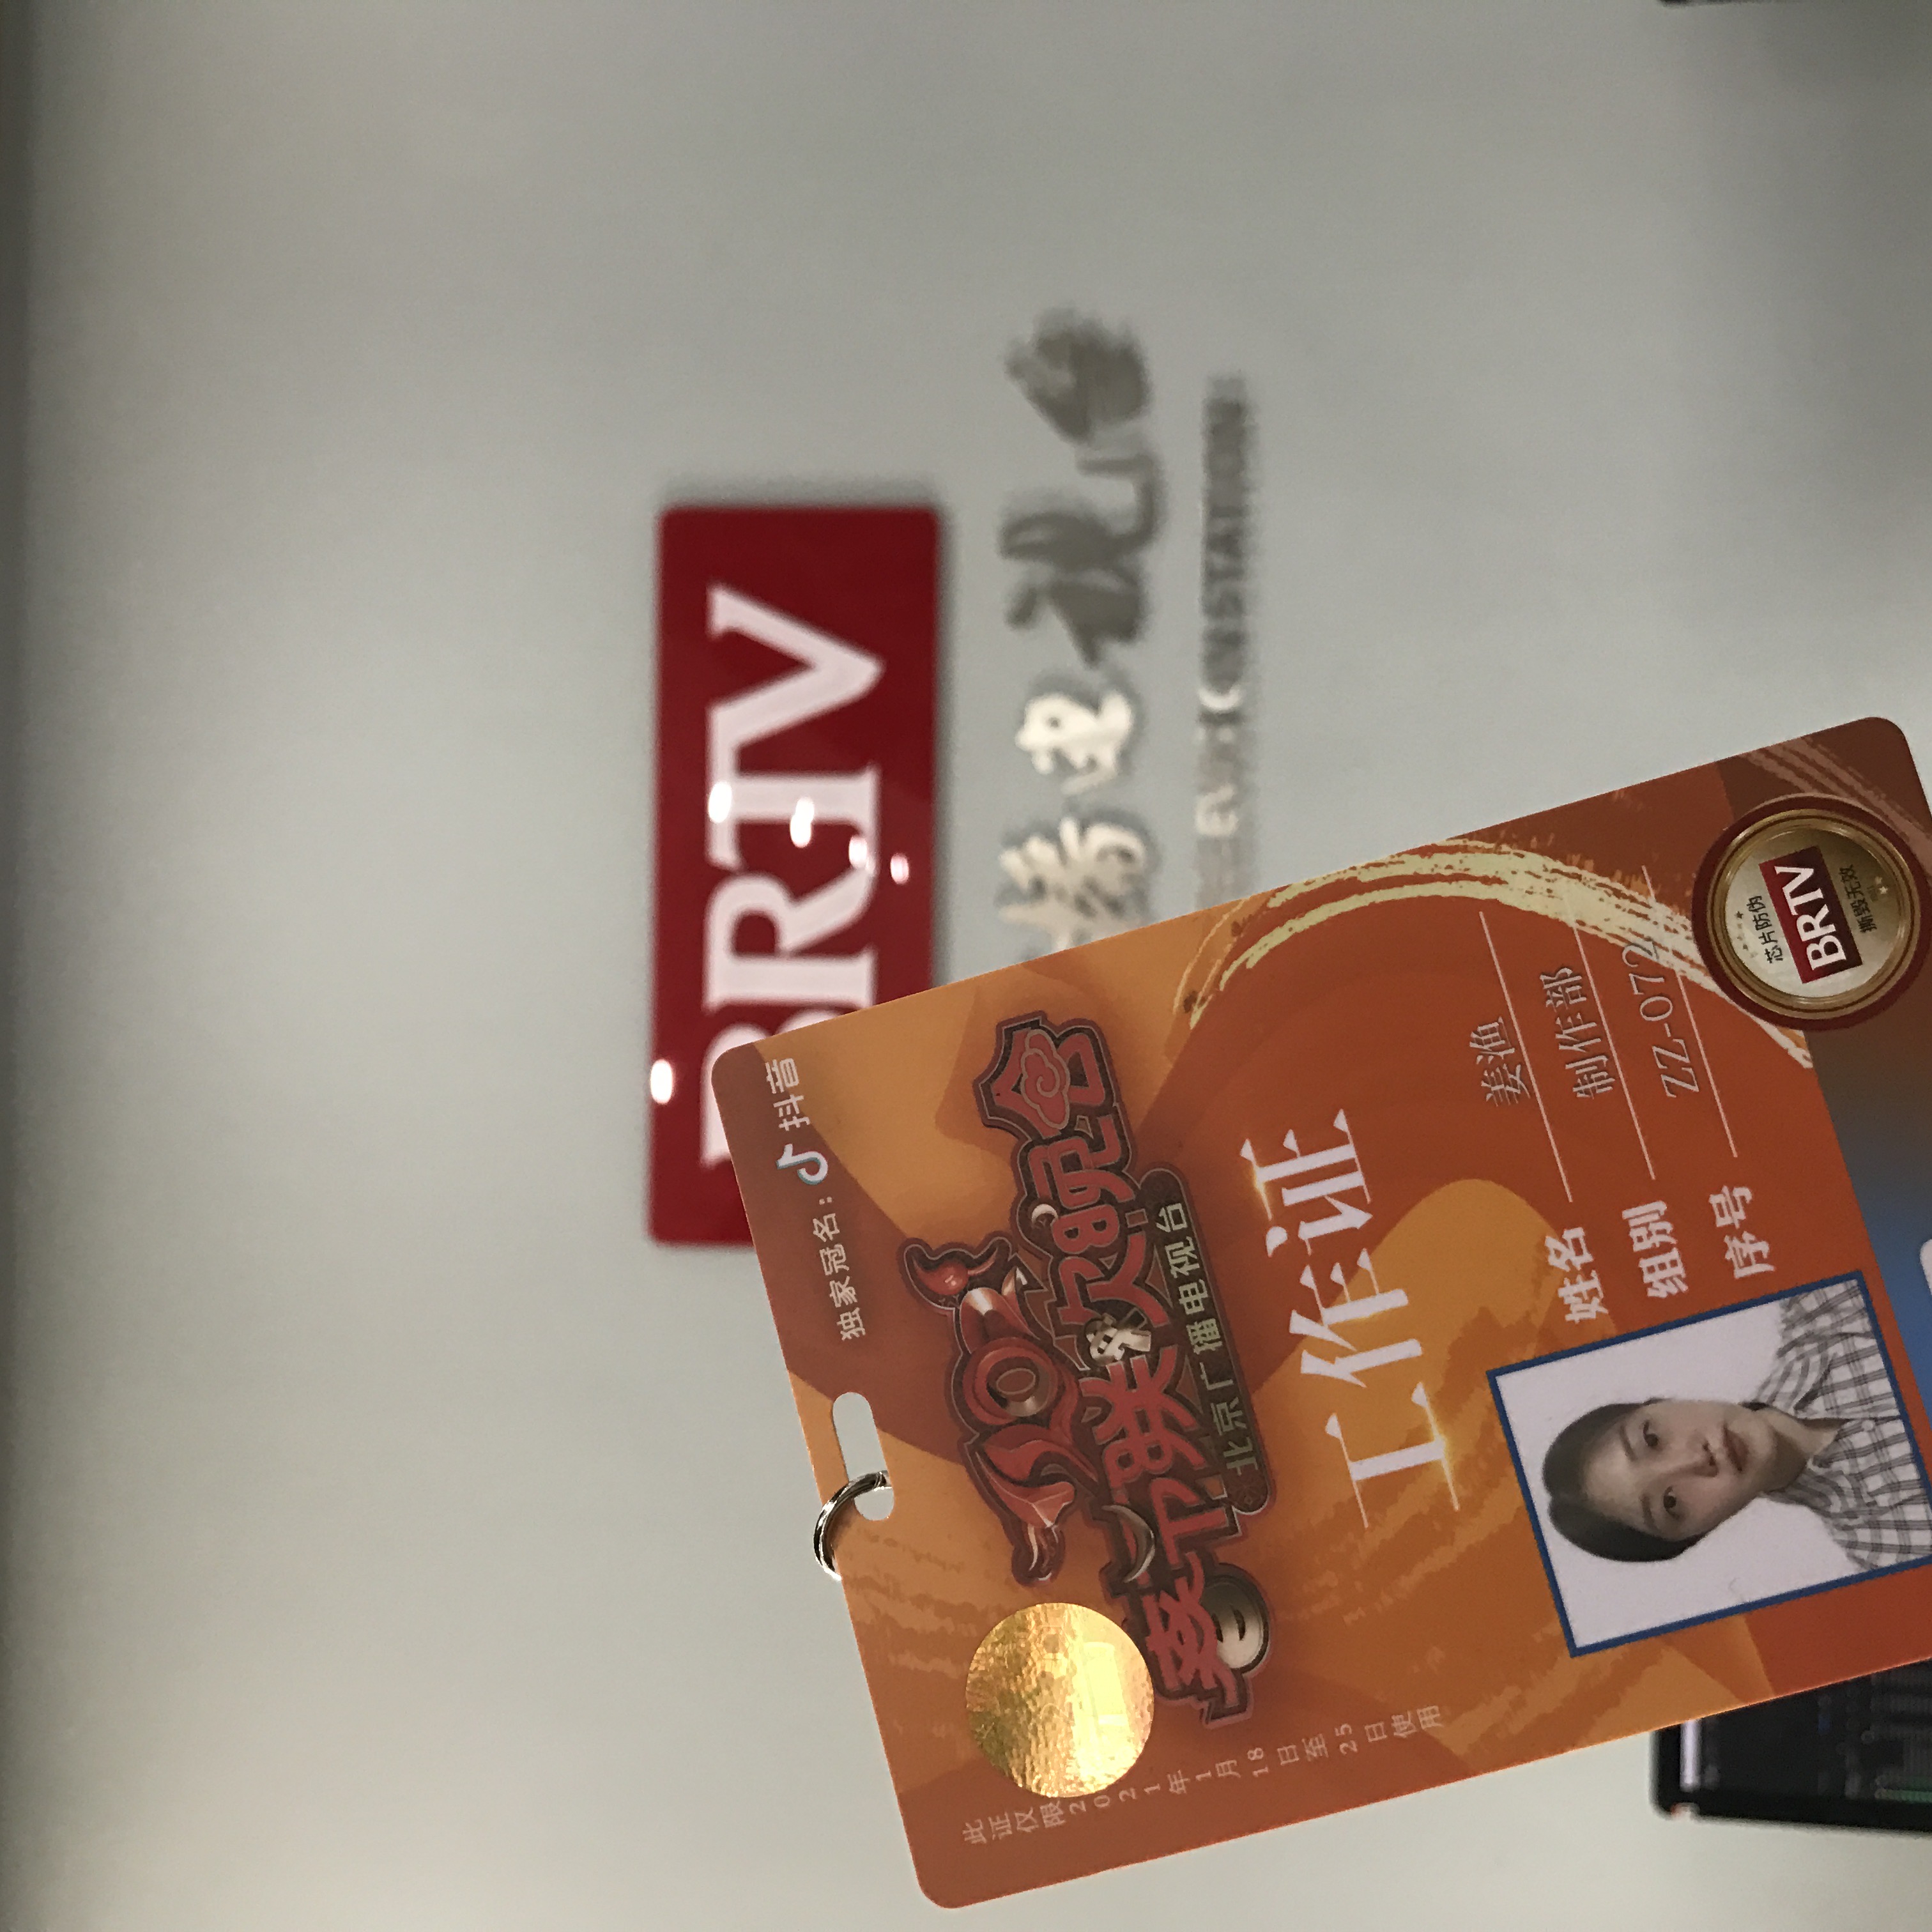 BRTV
播电视台
STATION
独家冠名：抖音
2021
春节联欢晚会
北京广播电视台
此证仅限2021年1月18日至25日使用
工作证
姓名 姜渔
组别 制作部
序号 ZZ-072
芯片防伪
BRTV
撕毁无效